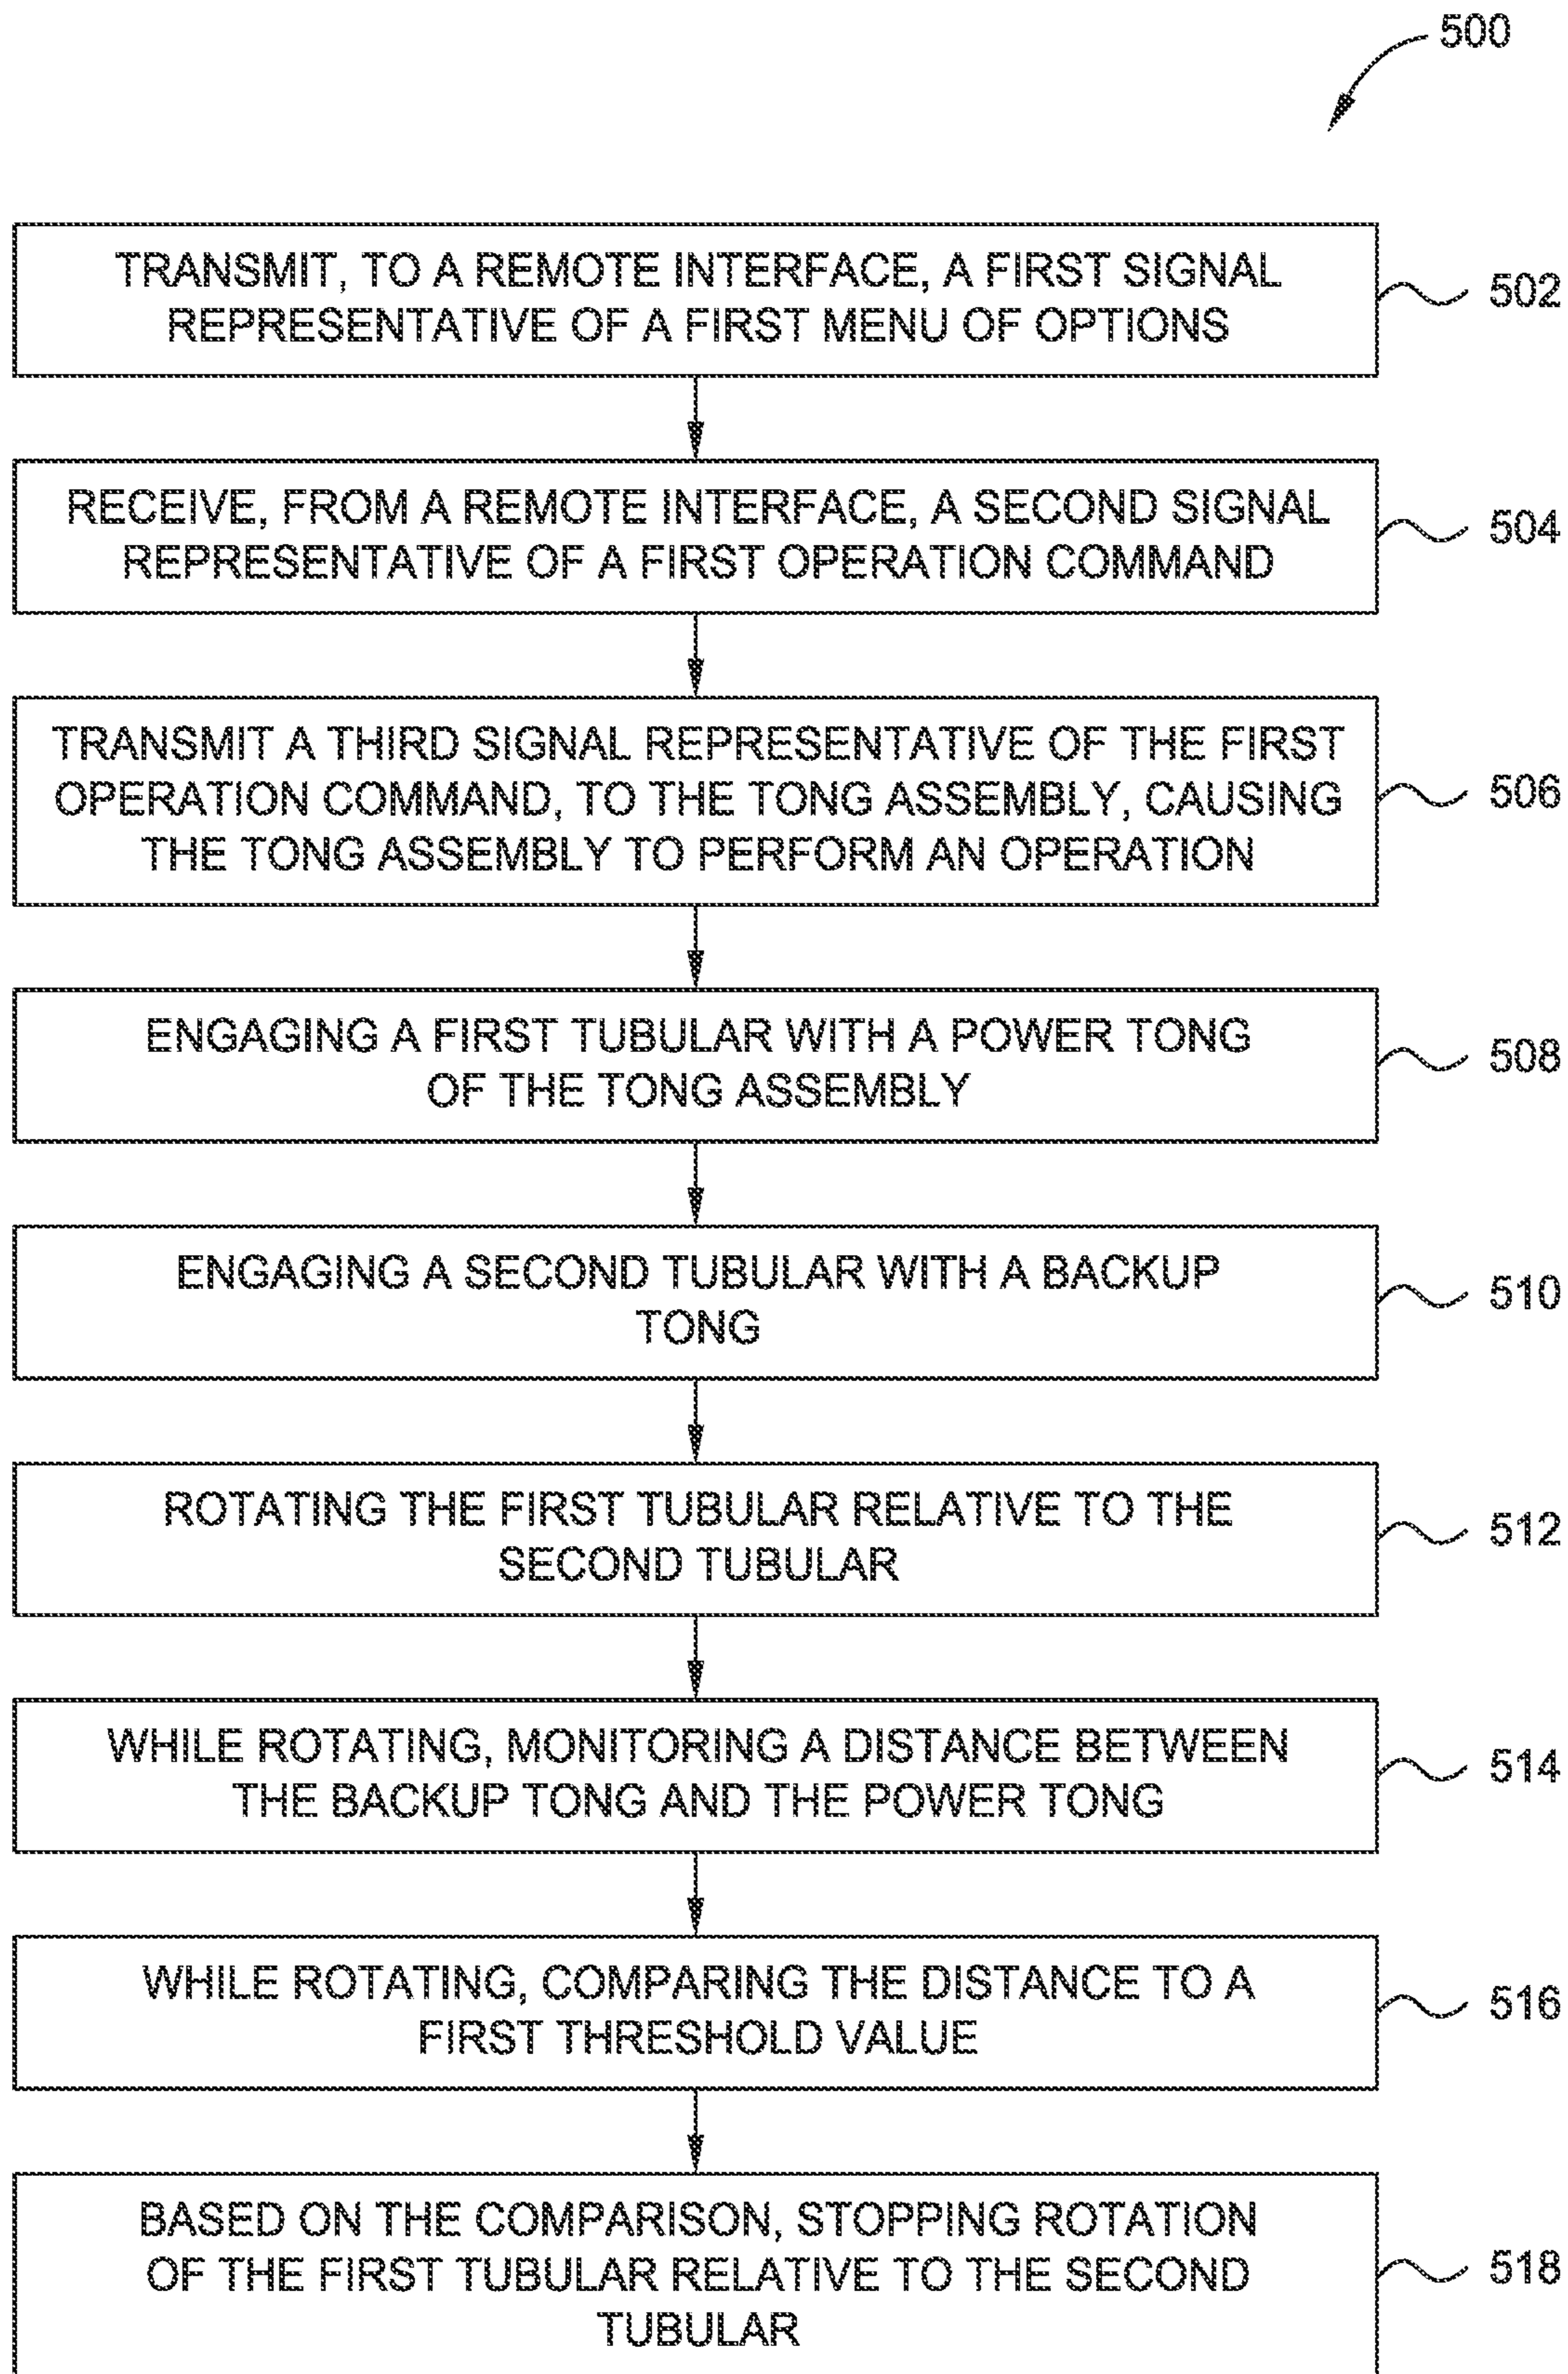 500
TRANSMIT, TO A REMOTE INTERFACE, A FIRST SIGNAL
REPRESENTATIVE OF A FIRST MENU OF OPTIONS
502
RECEIVE, FROM A REMOTE INTERFACE, A SECOND SIGNAL
REPRESENTATIVE OF A FIRST OPERATION COMMAND
504
TRANSMIT A THIRD SIGNAL REPRESENTATIVE OF THE FIRST
OPERATION COMMAND, TO THE TONG ASSEMBLY, CAUSING
THE TONG ASSEMBLY TO PERFORM AN OPERATION
506
ENGAGING A FIRST TUBULAR WITH A POWER TONG
OF THE TONG ASSEMBLY
508
ENGAGING A SECOND TUBULAR WITH A BACKUP
TONG
510
ROTATING THE FIRST TUBULAR RELATIVE TO THE
SECOND TUBULAR
512
WHILE ROTATING, MONITORING A DISTANCE BETWEEN
THE BACKUP TONG AND THE POWER TONG
514
WHILE ROTATING, COMPARING THE DISTANCE TO A
FIRST THRESHOLD VALUE
516
BASED ON THE COMPARISON, STOPPING ROTATION
OF THE FIRST TUBULAR RELATIVE TO THE SECOND
TUBULAR
518